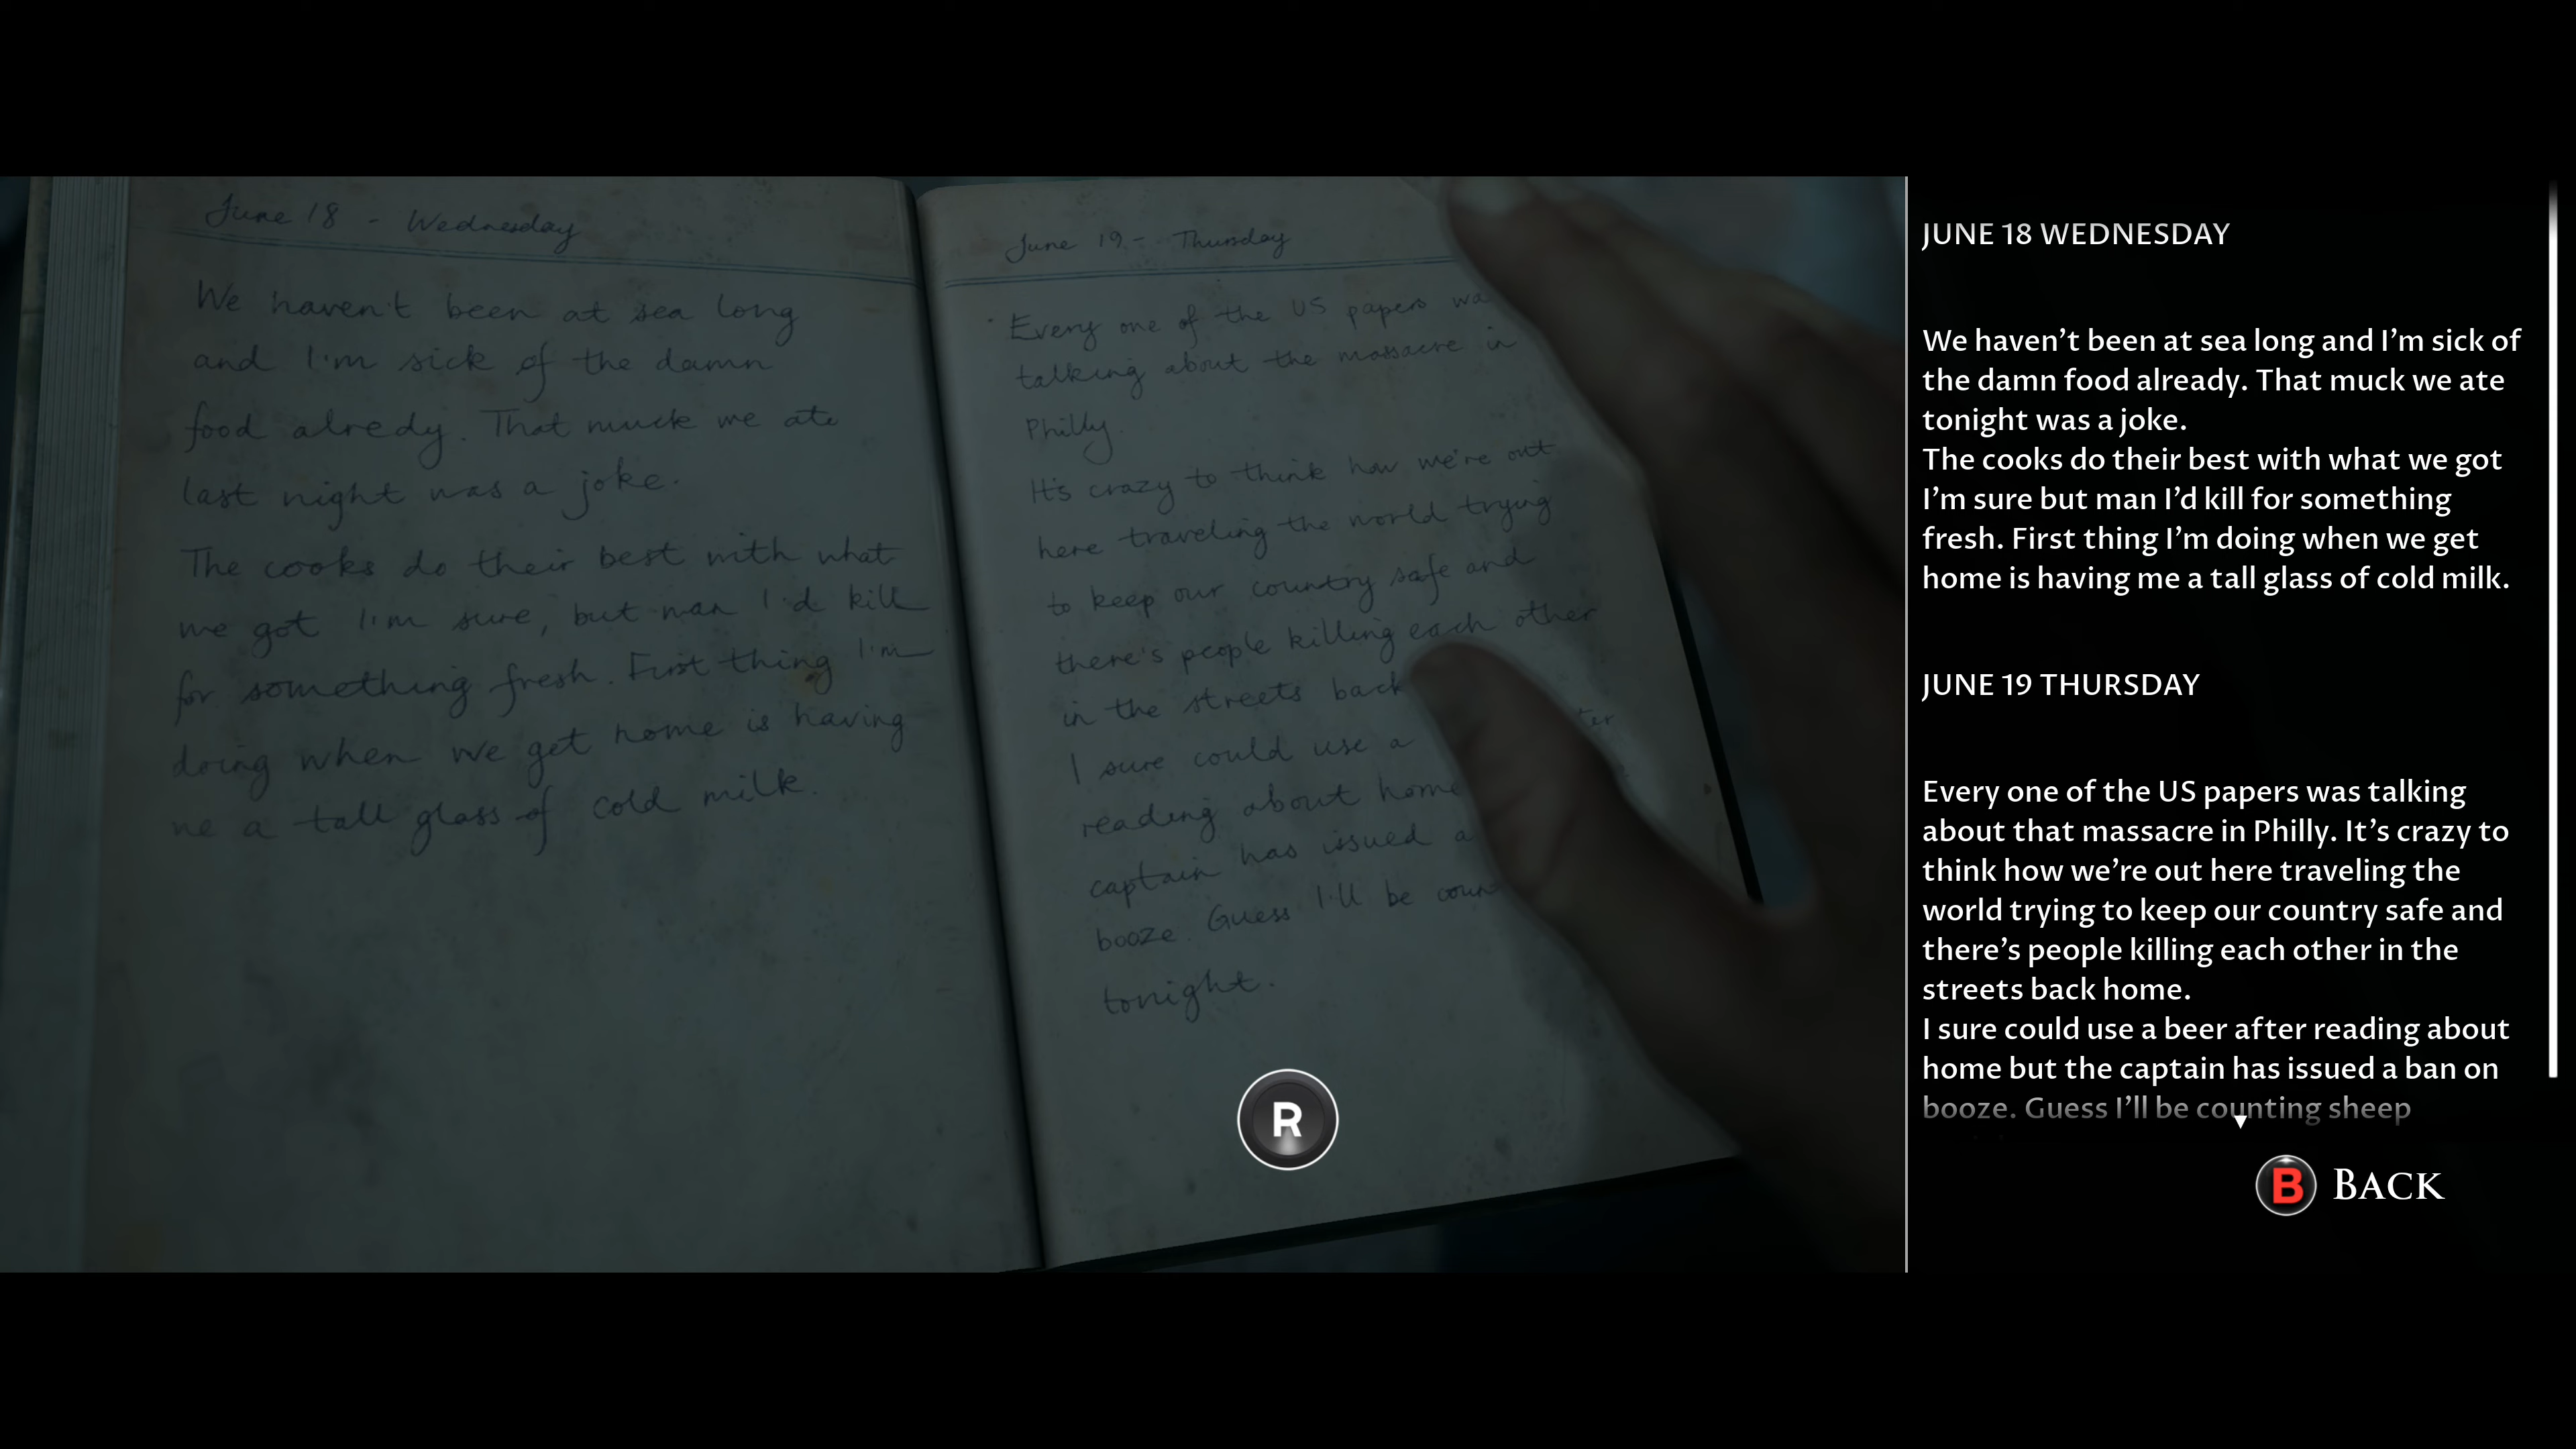 June 18 - Wednesday
We haven't been at sea long
and I'm sick of the damn
food alredy. That muck we ate
last night was a joke.
The cooks do their best with what
we got I'm sure, but man I'd kill
for something fresh. First thing I'm
doing when we get home is having
me a tall glass of cold milk.
June 19 - Thursday
Every one of the US papers wa
talking about the massacre in
Philly.
It's crazy to think how we're out
here traveling the world trying
to keep our country safe and
there's people killing each other
in the streets back
I sure could use a ter
reading about home
captain has issued a
booze. Guess I'll be coun
tonight.
R
JUNE 18 WEDNESDAY
We haven't been at sea long and I'm sick of
the damn food already. That muck we ate
tonight was a joke.
The cooks do their best with what we got
I'm sure but man I'd kill for something
fresh. First thing I'm doing when we get
home is having me a tall glass of cold milk.
JUNE 19 THURSDAY
Every one of the US papers was talking
about that massacre in Philly. It's crazy to
think how we're out here traveling the
world trying to keep our country safe and
there's people killing each other in the
streets back home.
I sure could use a beer after reading about
home but the captain has issued a ban on
booze. Guess I'll be counting sheep
B BACK